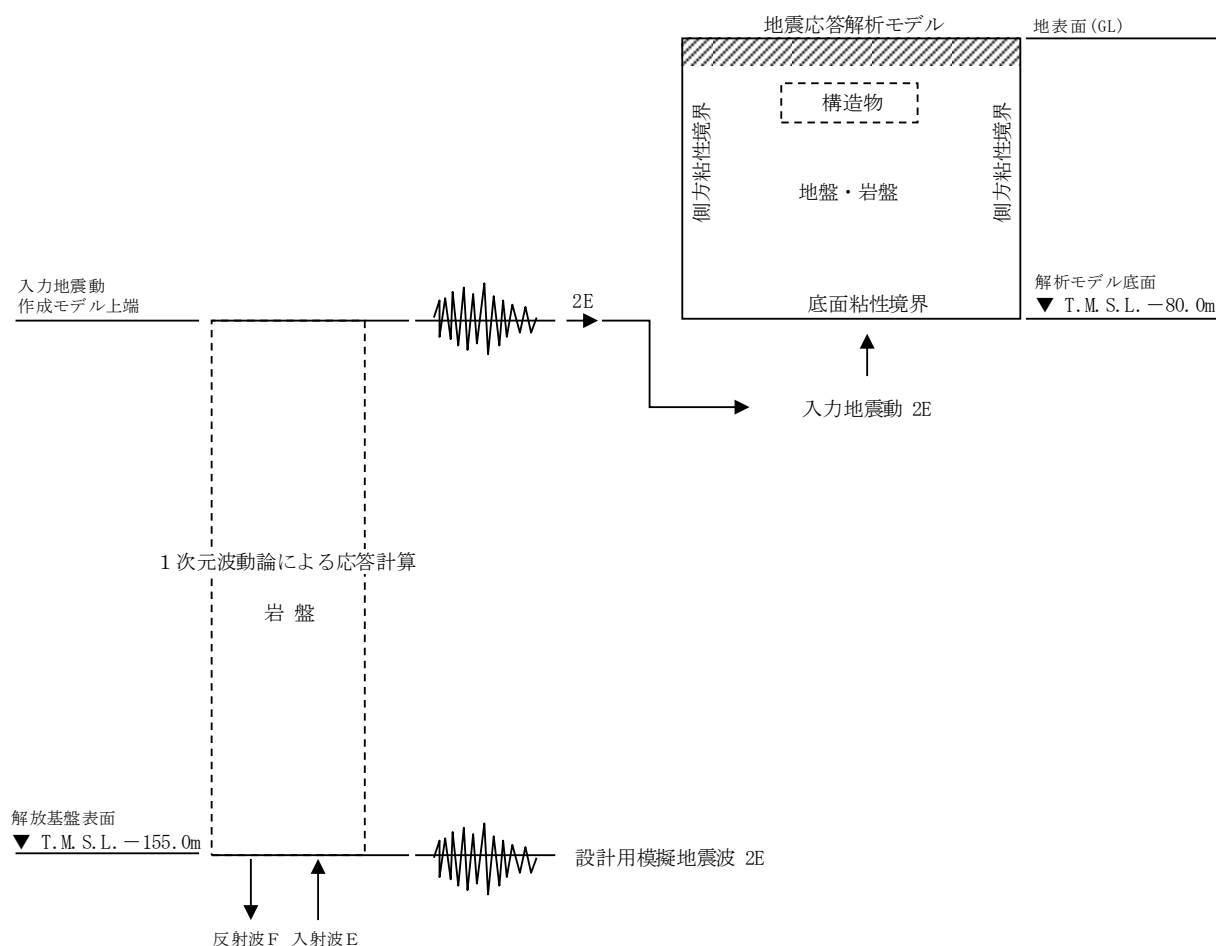 地震応答解析モデル
地表面(GL)
構造物
側方粘性境界
側方粘性境界
地盤・岩盤
入力地震動
作成モデル上端
2E
底面粘性境界
解析モデル底面
▼ T.M.S.L.－80.0m
入力地震動 2E
1次元波動論による応答計算
岩 盤
解放基盤表面
▼ T.M.S.L.－155.0m
設計用模擬地震波 2E
反射波F 入射波E